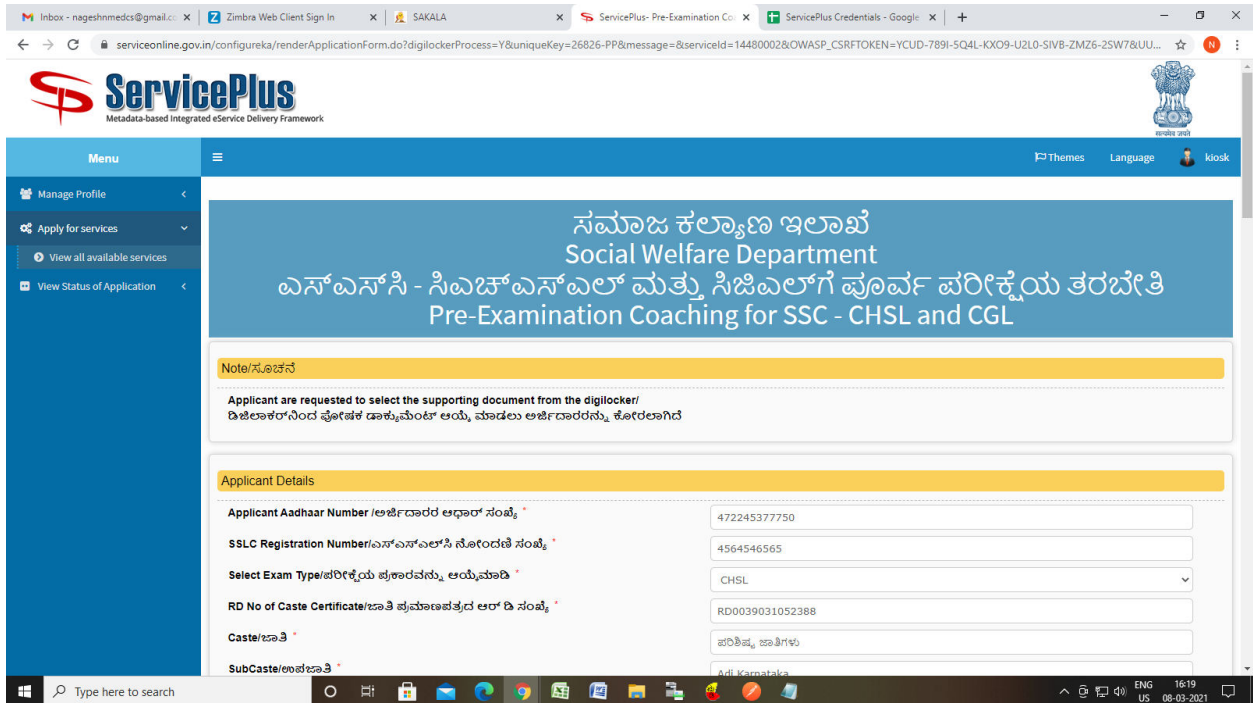 Inbox - nageshnmedcs@gmail.c
Zimbra Web Client Sign In
SAKALA
ServicePlus- Pre-Examination Co
ServicePlus Credentials - Google
serviceonline.gov.in/configureka/renderApplicationForm.do?digilockerProcess=Y&uniqueKey=26826-PP&message=&serviceId=14480002&OWASP_CSRFTOKEN=YCUD-789I-5Q4L-KXO9-U2L0-SIVB-ZMZ6-2SW7&UU...
N
ServicePlus
Metadata-based Integrated eService Delivery Framework
सत्यमेव जयते
Menu
Themes
Language
kiosk
Manage Profile
Apply for services
View all available services
View Status of Application
ಸಮಾಜ ಕಲ್ಯಾಣ ಇಲಾಖೆ
Social Welfare Department
ಎಸ್ಎಸ್ಸಿ - ಸಿಎಚ್ಎಸ್ಎಲ್ ಮತ್ತು ಸಿಜಿಎಲ್‌ಗೆ ಪೂರ್ವ ಪರೀಕ್ಷೆಯ ತರಬೇತಿ
Pre-Examination Coaching for SSC - CHSL and CGL
Note/ಸೂಚನೆ
Applicant are requested to select the supporting document from the digilocker/
ಡಿಜಿಲಾಕರ್‌ನಿಂದ ಪೋಷಕ ಡಾಕ್ಯುಮೆಂಟ್ ಆಯ್ಕೆ ಮಾಡಲು ಅರ್ಜಿದಾರರನ್ನು ಕೋರಲಾಗಿದೆ
Applicant Details
Applicant Aadhaar Number /ಅರ್ಜಿದಾರರ ಆಧಾರ್ ಸಂಖ್ಯೆ * 472245377750
SSLC Registration Number/ಎಸ್ಎಸ್ಎಲ್‌ಸಿ ನೋಂದಣಿ ಸಂಖ್ಯೆ * 4564546565
Select Exam Type/ಪರೀಕ್ಷೆಯ ಪ್ರಕಾರವನ್ನು ಆಯ್ಕೆಮಾಡಿ * CHSL
RD No of Caste Certificate/ಜಾತಿ ಪ್ರಮಾಣಪತ್ರದ ಆರ್ ಡಿ ಸಂಖ್ಯೆ * RD0039031052388
Caste/ಜಾತಿ * ಪರಿಶಿಷ್ಟ ಜಾತಿಗಳು
SubCaste/ಉಪಜಾತಿ * Adi Karnataka
Type here to search
ENG
US
16:19
08-03-2021